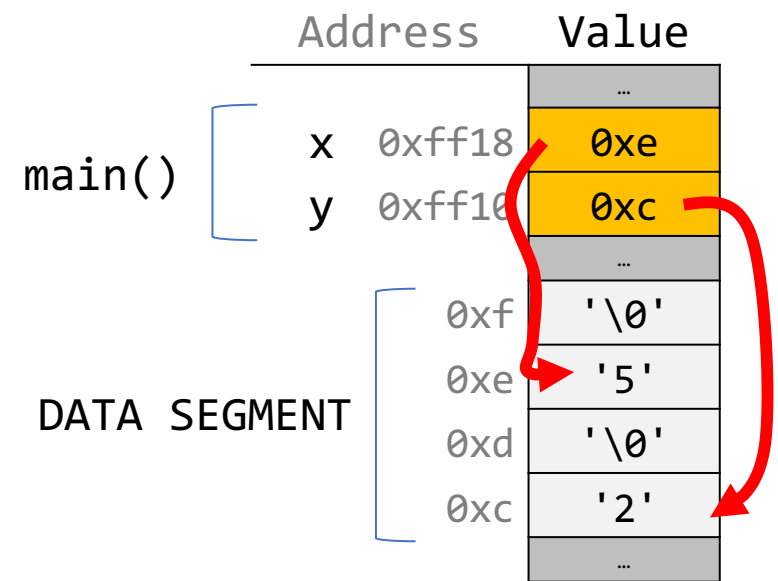 Address Value
…
x 0xff18 0xe
main()
y 0xff10 0xc
…
0xf '\0'
0xe '5'
DATA SEGMENT
0xd '\0'
0xc '2'
…